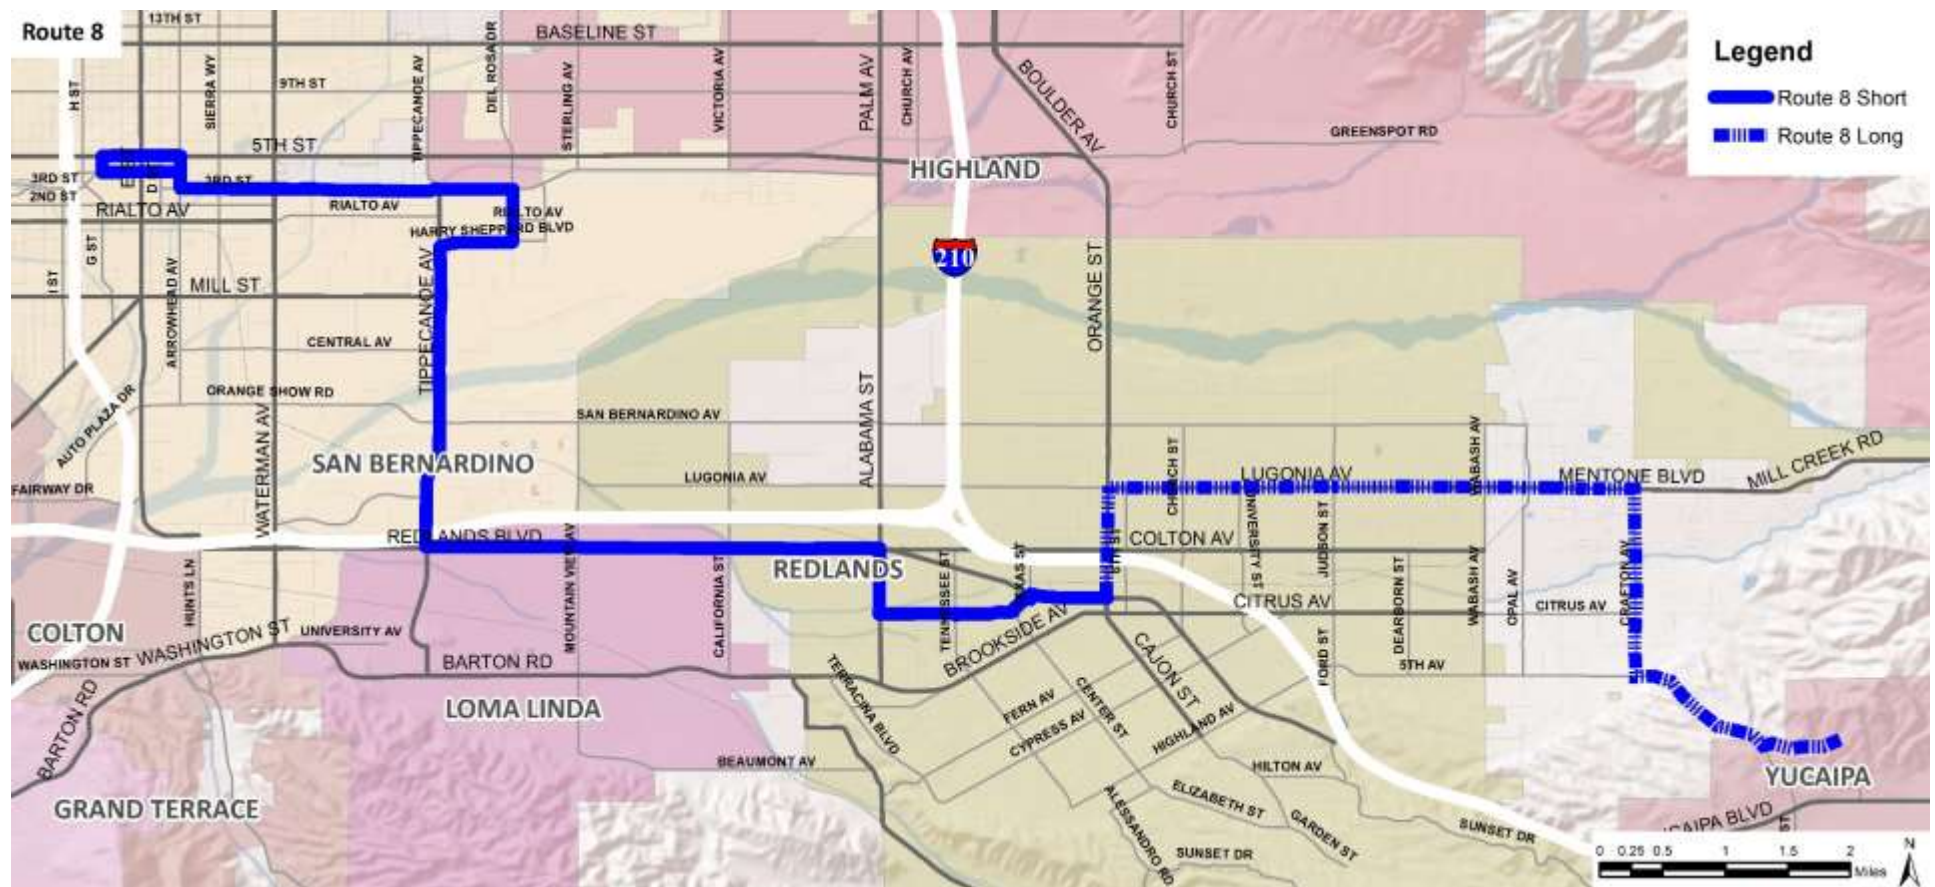 Route 8
13TH ST
BASELINE ST
H ST
SIERRA WY
9TH ST
TIPPECANOE AV
DEL ROSA DR
STERLING AV
VICTORIA AV
PALM AV
CHURCH AV
BOULDER AV
CHURCH ST
GREENSPOT RD
Legend
Route 8 Short
Route 8 Long
5TH ST
HIGHLAND
3RD ST
3RD ST
2ND ST
RIALTO AV
RIALTO AV
RIALTO AV
HARRY SHEPPARD BLVD
G ST
I ST
210
ARROWHEAD AV
MILL ST
TIPPECANOE AV
ORANGE ST
CENTRAL AV
ORANGE SHOW RD
AUTO PLAZA DR
WATERMAN AV
SAN BERNARDINO AV
ALABAMA ST
SAN BERNARDINO
LUGONIA AV
FAIRWAY DR
CHURCH ST
LUGONIA AV
WABASH AV
MENTONE BLVD
MILL CREEK RD
REDLANDS BLVD
MOUNTAIN VIEW AV
CALIFORNIA ST
REDLANDS
TENNESSEE ST
TEXAS ST
6TH ST
COLTON AV
UNIVERSITY ST
JUDSON ST
DEARBORN ST
WABASH AV
OPAL AV
CITRUS AV
CITRUS AV
CRAFTON AV
HUNTS LN
COLTON
WASHINGTON ST
WASHINGTON ST
UNIVERSITY AV
BARTON RD
BARTON RD
BROOKSIDE AV
CAJON ST
FORD ST
5TH AV
LOMA LINDA
TERRACINA BLVD
FERN AV
CENTER ST
CYPRESS AV
HIGHLAND AV
BEAUMONT AV
HILTON AV
YUCAIPA
GRAND TERRACE
ALESSANDRO RD
ELIZABETH ST
GARDEN ST
SUNSET DR
SUNSET DR
ST
0 0.25 0.5 1 1.5 2
Miles
N